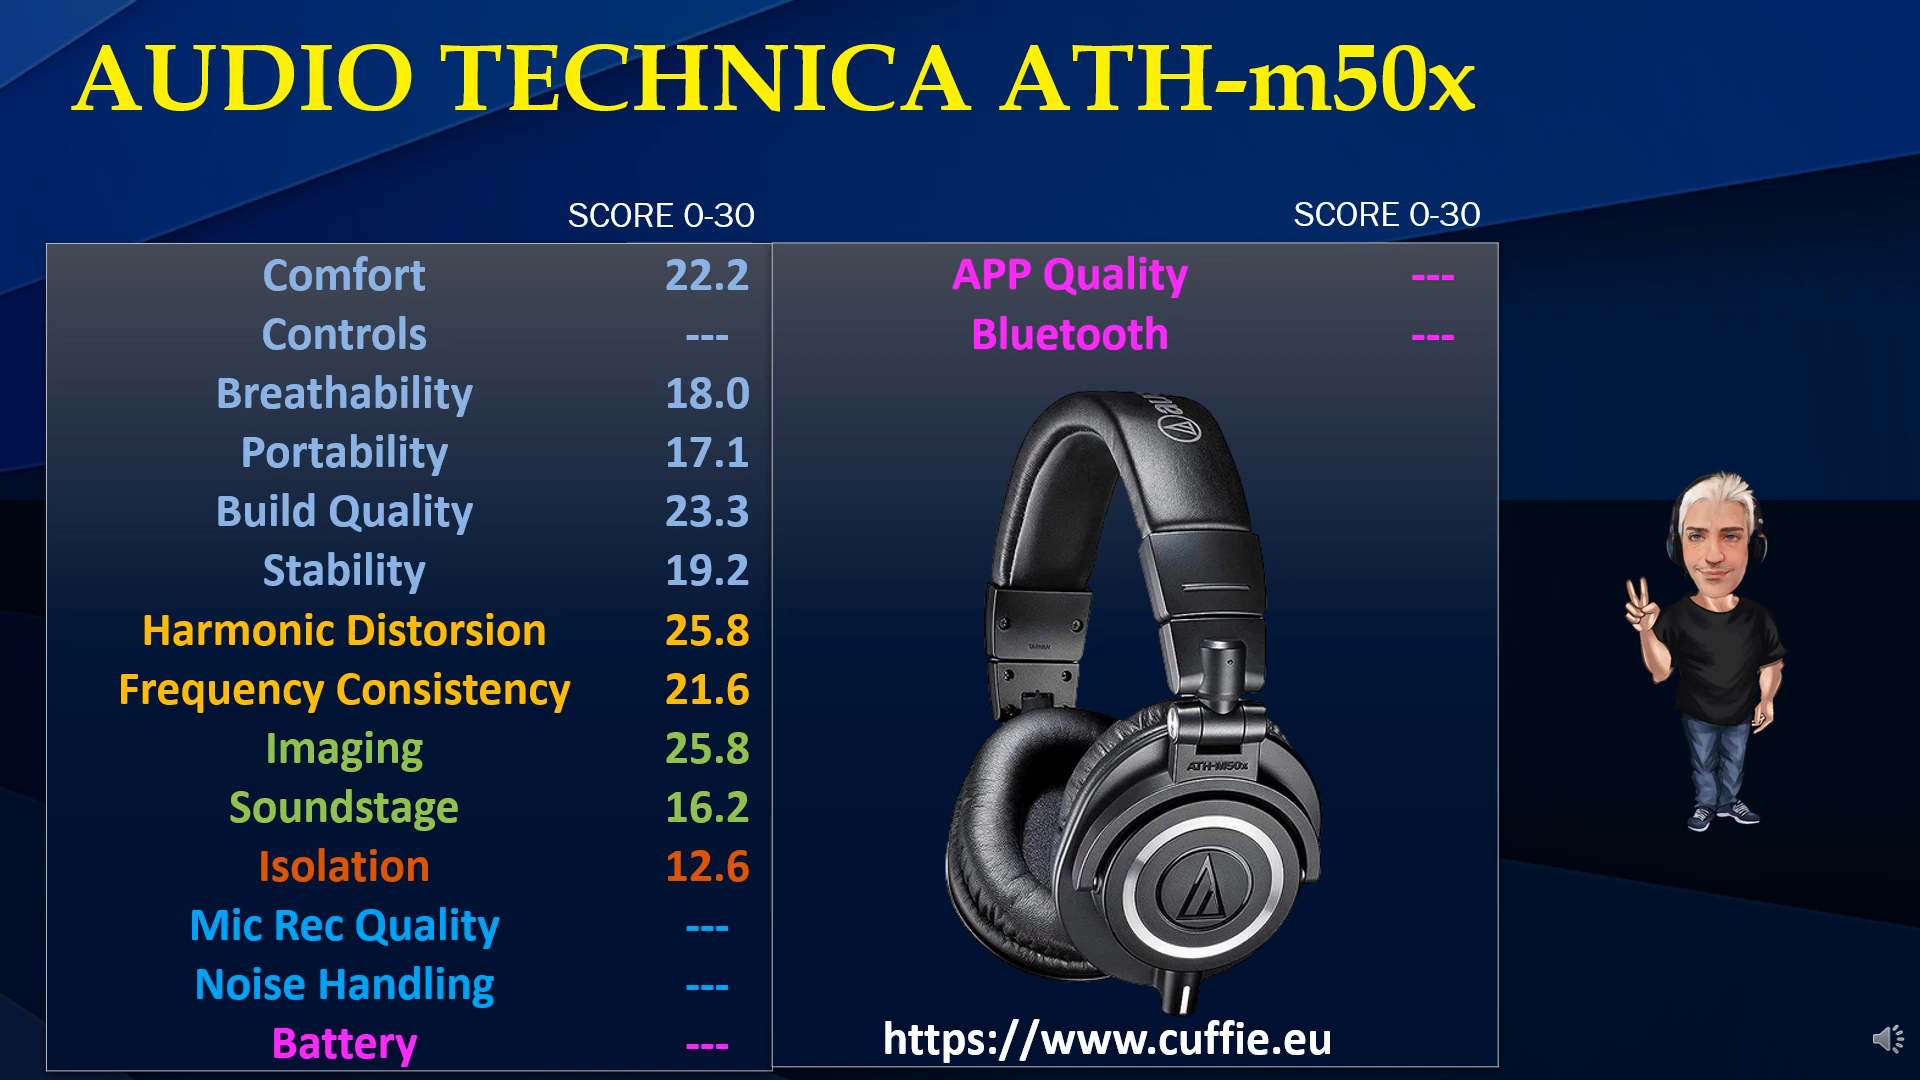 AUDIO TECHNICA ATH-m50x
SCORE 0-30
Comfort 22.2
Controls ---
Breathability 18.0
Portability 17.1
Build Quality 23.3
Stability 19.2
Harmonic Distorsion 25.8
Frequency Consistency 21.6
Imaging 25.8
Soundstage 16.2
Isolation 12.6
Mic Rec Quality ---
Noise Handling ---
Battery ---
SCORE 0-30
APP Quality ---
Bluetooth ---
ATH-M50x
https://www.cuffie.eu